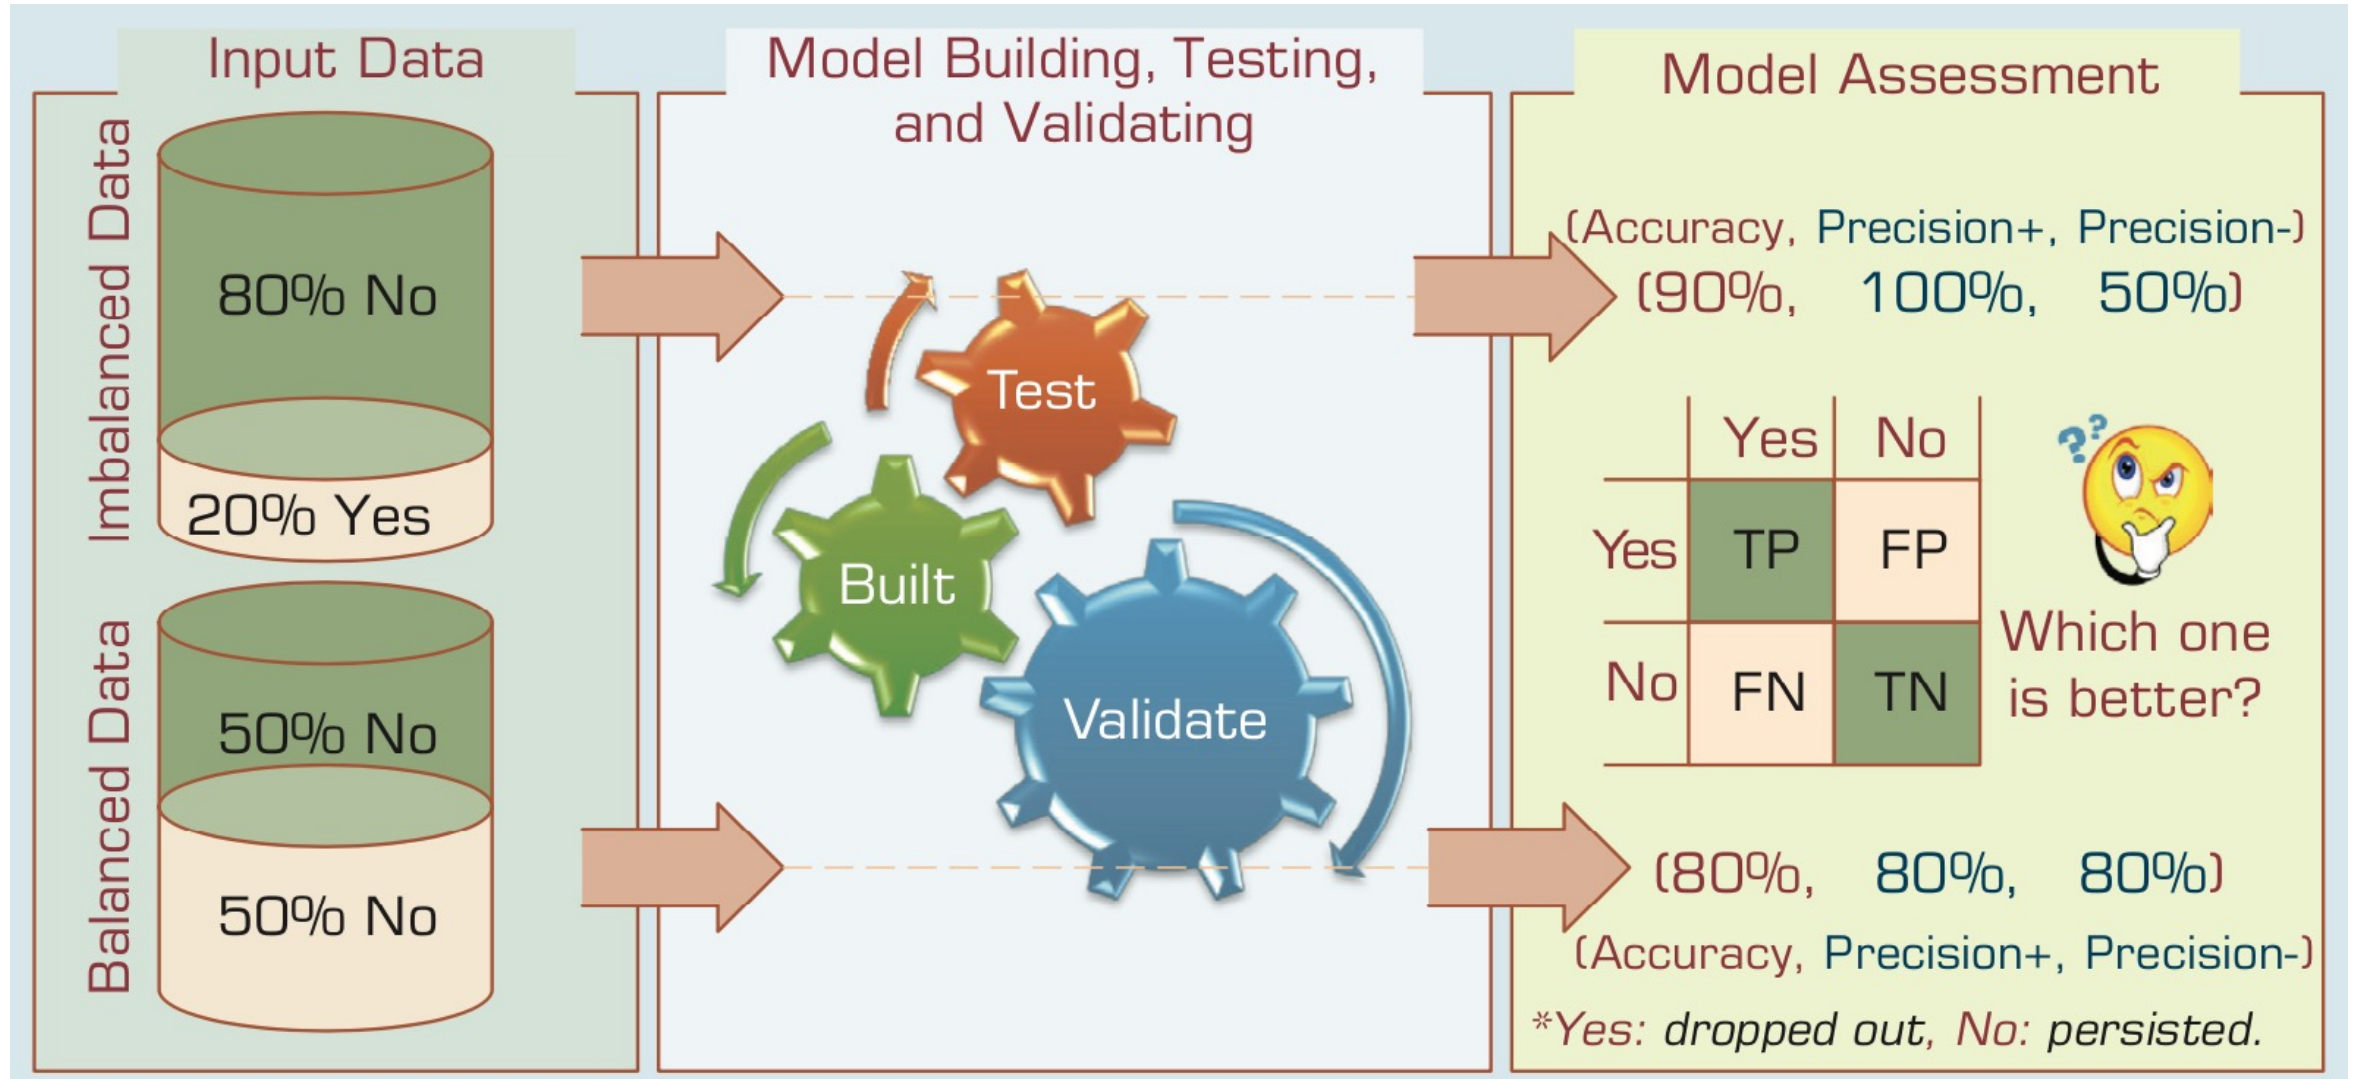 Input Data
Imbalanced Data
80% No
20% Yes
Balanced Data
50% No
50% No
Model Building, Testing,
and Validating
Test
Built
Validate
Model Assessment
(Accuracy, Precision+, Precision-)
(90%, 100%, 50%)
Yes No
Yes TP FP
No FN TN
??
Which one
is better?
(80%, 80%, 80%)
(Accuracy, Precision+, Precision-)
*Yes: dropped out, No: persisted.